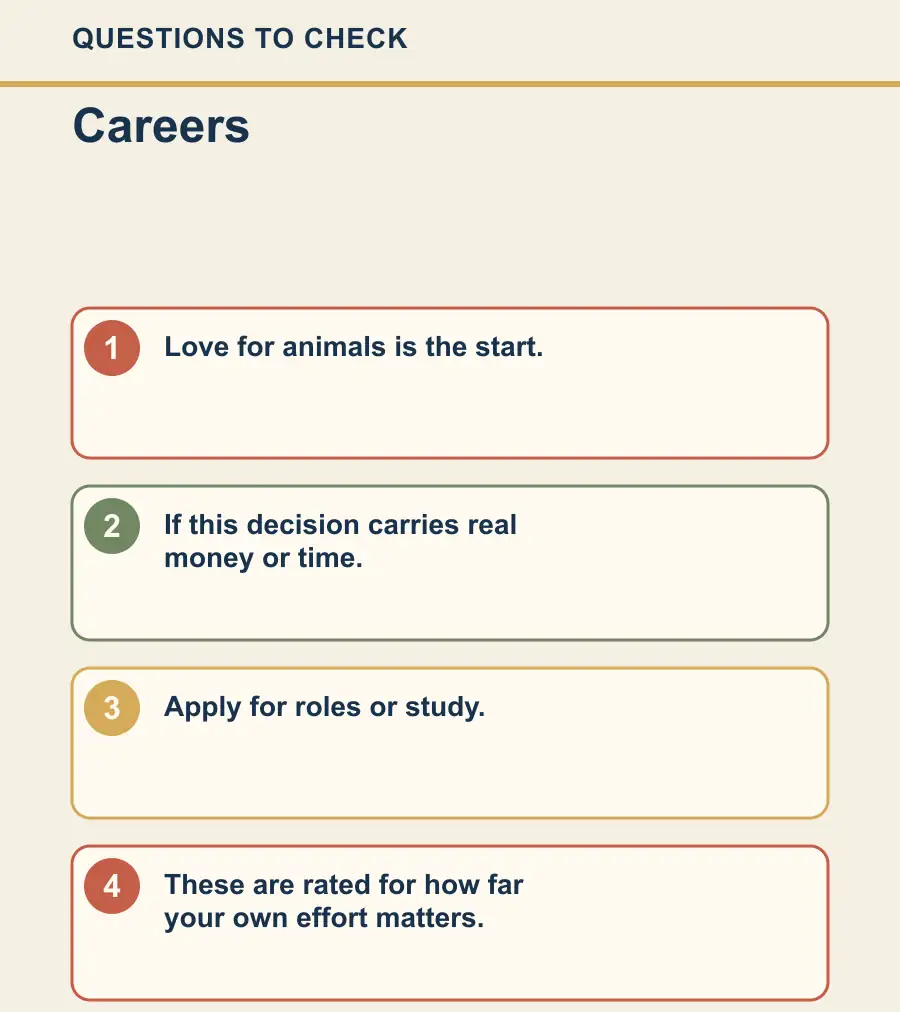 QUESTIONS TO CHECK
Careers
1
Love for animals is the start.
2
If this decision carries real
money or time.
3
Apply for roles or study.
4
These are rated for how far
your own effort matters.